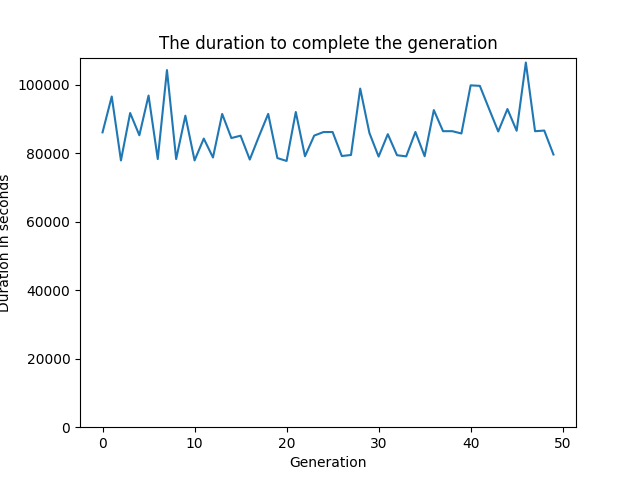 The duration to complete the generation
Duration in seconds
100000
80000
60000
40000
20000
0
0 10 20 30 40 50
Generation